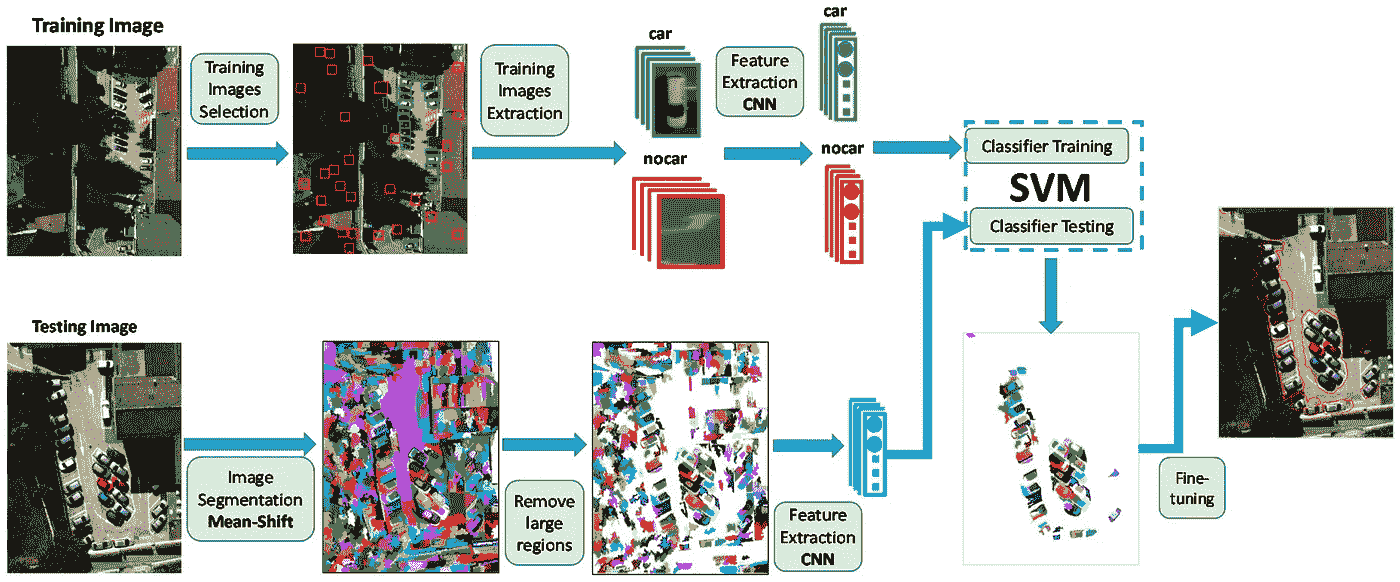 Training Image
Training
Images
Selection
Training
Images
Extraction
car
nocar
Feature
Extraction
CNN
car
nocar
Classifier Training
SVM
Classifier Testing
Testing Image
Image
Segmentation
Mean-Shift
Remove
large
regions
Feature
Extraction
CNN
Fine-
tuning